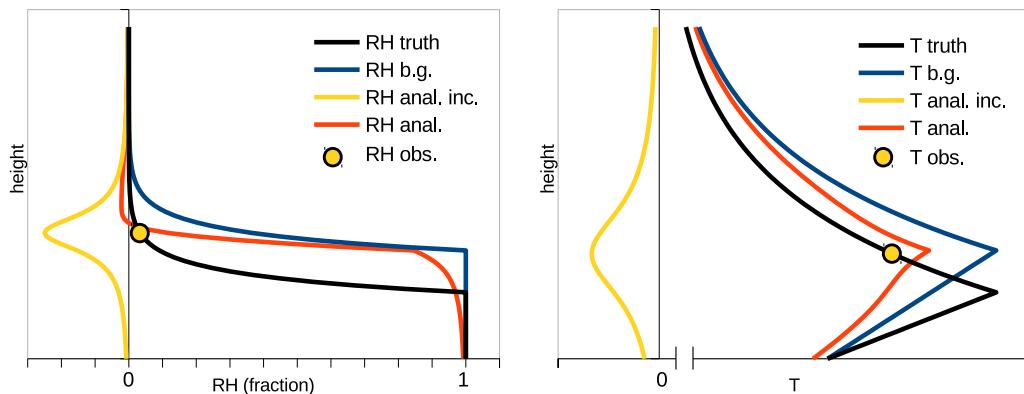 RH truth
RH b.g.
RH anal. inc.
RH anal.
RH obs.
height
0
1
RH (fraction)
T truth
T b.g.
T anal. inc.
T anal.
T obs.
height
0
T